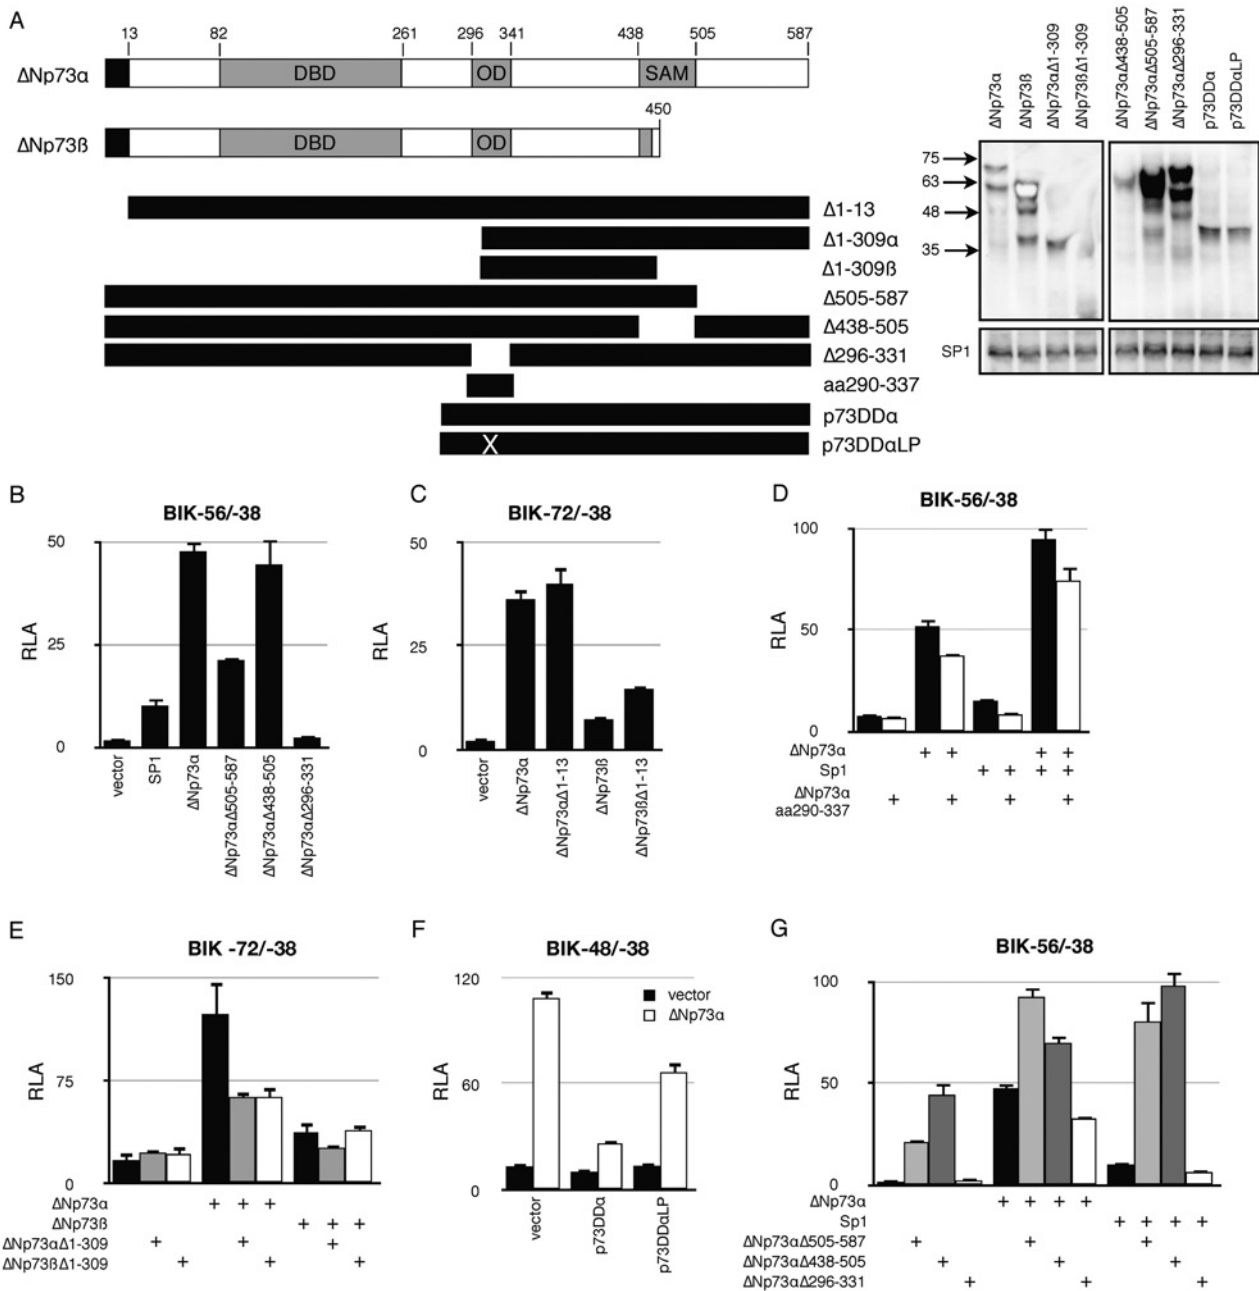 A
13 82 261 296 341 438 505 587
ΔNp73α DBD OD SAM
450
ΔNp73ß DBD OD
Δ1-13
Δ1-309α
Δ1-309ß
Δ505-587
Δ438-505
Δ296-331
aa290-337
p73DDα
X p73DDαLP
ΔNp73α
ΔNp73ß
ΔNp73αΔ1-309
ΔNp73ßΔ1-309
ΔNp73αΔ438-505
ΔNp73αΔ505-587
ΔNp73αΔ296-331
p73DDα
p73DDαLP
75
63
48
35
SP1
B
BIK-56/-38
RLA
50
25
0
vector
SP1
ΔNp73α
ΔNp73αΔ505-587
ΔNp73αΔ438-505
ΔNp73αΔ296-331
C
BIK-72/-38
RLA
50
25
0
vector
ΔNp73α
ΔNp73αΔ1-13
ΔNp73ß
ΔNp73ßΔ1-13
D
BIK-56/-38
RLA
100
50
0
ΔNp73α + + + +
Sp1 + + + +
ΔNp73α
aa290-337 + + + +
E
BIK -72/-38
RLA
150
75
0
ΔNp73α + + +
ΔNp73ß + + +
ΔNp73αΔ1-309 + + +
ΔNp73ßΔ1-309 + + +
F
BIK-48/-38
RLA
120
60
0
vector
ΔNp73α
vector
p73DDα
p73DDαLP
G
BIK-56/-38
RLA
100
50
0
ΔNp73α + + + +
Sp1 + + + +
ΔNp73αΔ505-587 + + +
ΔNp73αΔ438-505 + + +
ΔNp73αΔ296-331 + + +